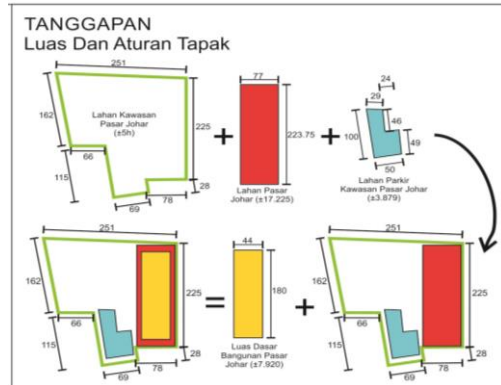 TANGGAPAN
Luas Dan Aturan Tapak
251
77
24
29
162
Lahan Kawasan
Pasar Johar
(±5h)
225
223.75
100
46
49
66
50
115
28
69
78
Lahan Pasar
Johar (±17.225)
Lahan Parkir
Kawasan Pasar Johar
(±3.879)
251
44
251
162
225
180
162
225
66
66
115
28
115
28
69
78
69
78
Luas Dasar
Bangunan Pasar
Johar (±7.920)